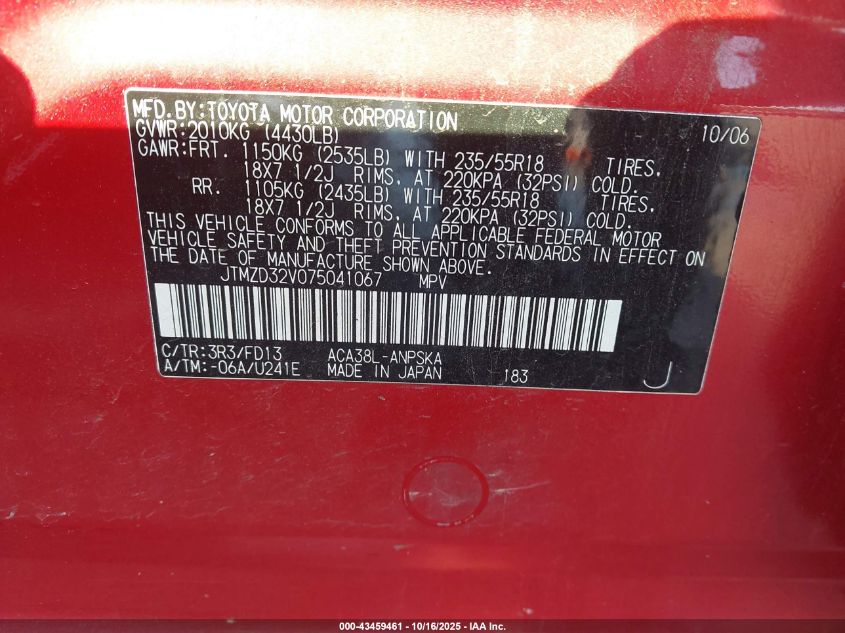 MFD.BY:TOYOTA MOTOR CORPORATION 10/06
GVWR:2010KG (4430LB)
GAWR:FRT. 1150KG (2535LB) WITH 235/55R18 TIRES,
18X7 1/2J RIMS, AT 220KPA (32PSI) COLD.
RR. 1105KG (2435LB) WITH 235/55R18 TIRES,
18X7 1/2J RIMS, AT 220KPA (32PSI) COLD.
THIS VEHICLE CONFORMS TO ALL APPLICABLE FEDERAL MOTOR
VEHICLE SAFETY AND THEFT PREVENTION STANDARDS IN EFFECT ON
THE DATE OF MANUFACTURE SHOWN ABOVE.
JTMZD32V075041067 MPV
C/TR:3R3/FD13 ACA38L-ANPSKA
A/TM:-06A/U241E MADE IN JAPAN 183 J
000-43459461 - 10/16/2025 - IAA Inc.